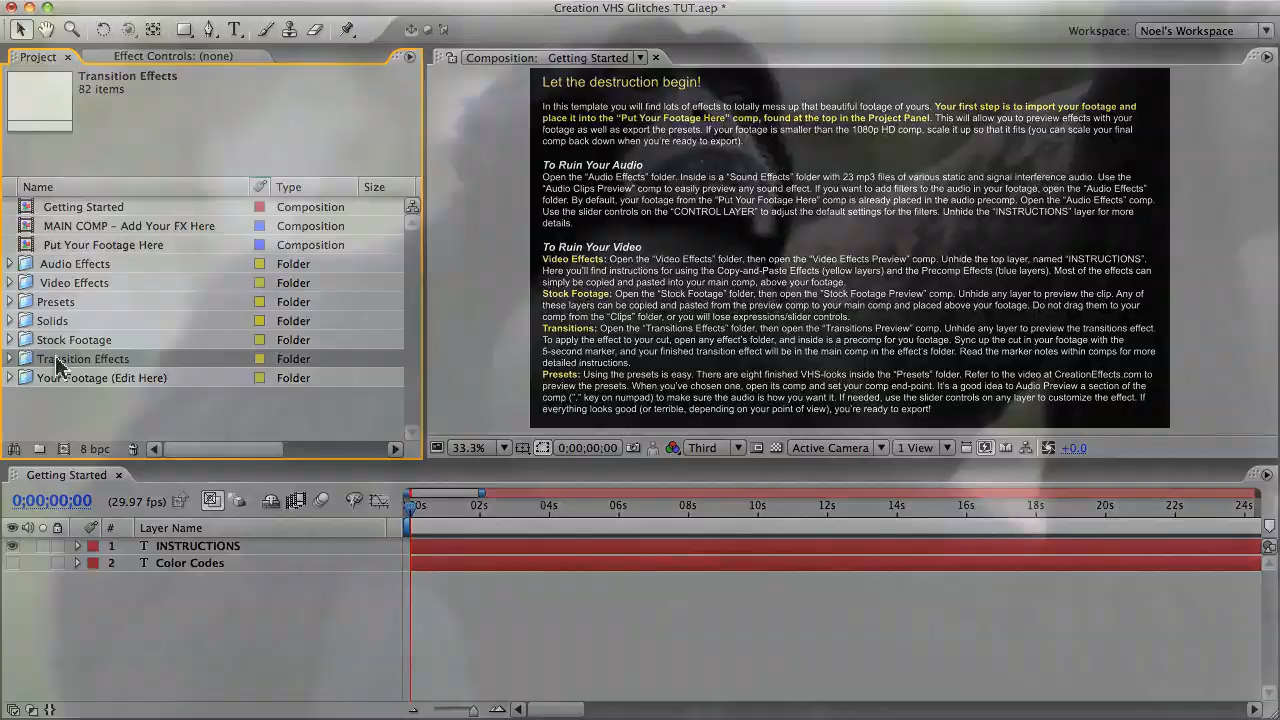 Creation VHS Glitches TUT.aep *
Workspace: Noel's Workspace
Project × Effect Controls: (none)
Composition: Getting Started ×
Transition Effects
82 items
Name Type Size
Getting Started Composition
MAIN COMP – Add Your FX Here Composition
Put Your Footage Here Composition
Audio Effects Folder
Video Effects Folder
Presets Folder
Solids Folder
Stock Footage Folder
Transition Effects Folder
Your Footage (Edit Here) Folder
8 bpc
Let the destruction begin!
In this template you will find lots of effects to totally mess up that beautiful footage of yours. Your first step is to import your footage and
place it into the "Put Your Footage Here" comp, found at the top in the Project Panel. This will allow you to preview effects with your
footage as well as export the presets. If your footage is smaller than the 1080p HD comp, scale it up so that it fits (you can scale your final
comp back down when you're ready to export).
To Ruin Your Audio
Open the "Audio Effects" folder. Inside is a "Sound Effects" folder with 23 mp3 files of various static and signal interference audio. Use the
"Audio Clips Preview" comp to easily preview any sound effect. If you want to add filters to the audio in your footage, open the "Audio Effects"
folder. By default, your footage from the "Put Your Footage Here" comp is already placed in the audio precomp. Open the "Audio Effects" comp.
Use the slider controls on the "CONTROL LAYER" to adjust the default settings for the filters. Unhide the "INSTRUCTIONS" layer for more
details.
To Ruin Your Video
Video Effects: Open the "Video Effects" folder, then open the "Video Effects Preview" comp. Unhide the top layer, named "INSTRUCTIONS".
Here you'll find instructions for using the Copy-and-Paste Effects (yellow layers) and the Precomp Effects (blue layers). Most of the effects can
simply be copied and pasted into your main comp, above your footage.
Stock Footage: Open the "Stock Footage" folder, then open the "Stock Footage Preview" comp. Unhide any layer to preview the clip. Any of
these layers can be copied and pasted from the preview comp to your main comp and placed above your footage. Do not drag them to your
comp from the "Clips" folder, or you will lose expressions/slider controls.
Transitions: Open the "Transitions Effects" folder, then open the "Transitions Preview" comp. Unhide any layer to preview the transitions effect.
To apply the effect to your cut, open any effect's folder, and inside is a precomp for you footage. Sync up the cut in your footage with the
5-second marker, and your finished transition effect will be in the main comp in the effect's folder. Read the marker notes within comps for more
detailed instructions.
Presets: Using the presets is easy. There are eight finished VHS-looks inside the "Presets" folder. Refer to the video at CreationEffects.com to
preview the presets. When you've chosen one, open its comp and set your comp end-point. It's a good idea to Audio Preview a section of the
comp ("." key on numpad) to make sure the audio is how you want it. If needed, use the slider controls on any layer to customize the effect. If
everything looks good (or terrible, depending on your point of view), you're ready to export!
33.3% 0;00;00;00 Third Active Camera 1 View +0.0
Getting Started ×
0;00;00;00 (29.97 fps)
00s 02s 04s 06s 08s 10s 12s 14s 16s 18s 20s 22s 24s
# Layer Name
1 T INSTRUCTIONS
2 T Color Codes